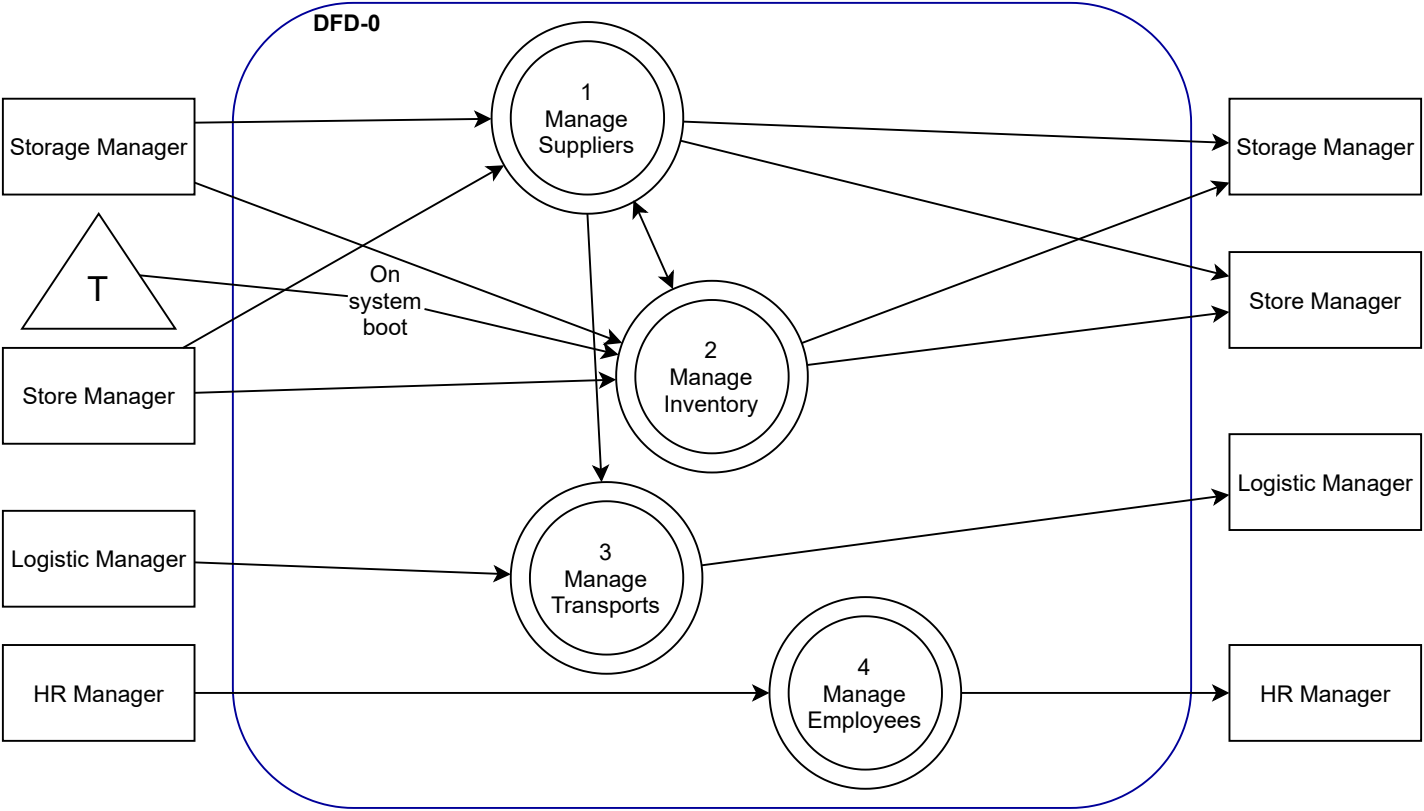 DFD-0
1
Manage
Suppliers
Storage Manager
Storage Manager
T
On
system
boot
Store Manager
2
Manage
Inventory
Store Manager
Logistic Manager
Logistic Manager
3
Manage
Transports
HR Manager
4
Manage
Employees
HR Manager